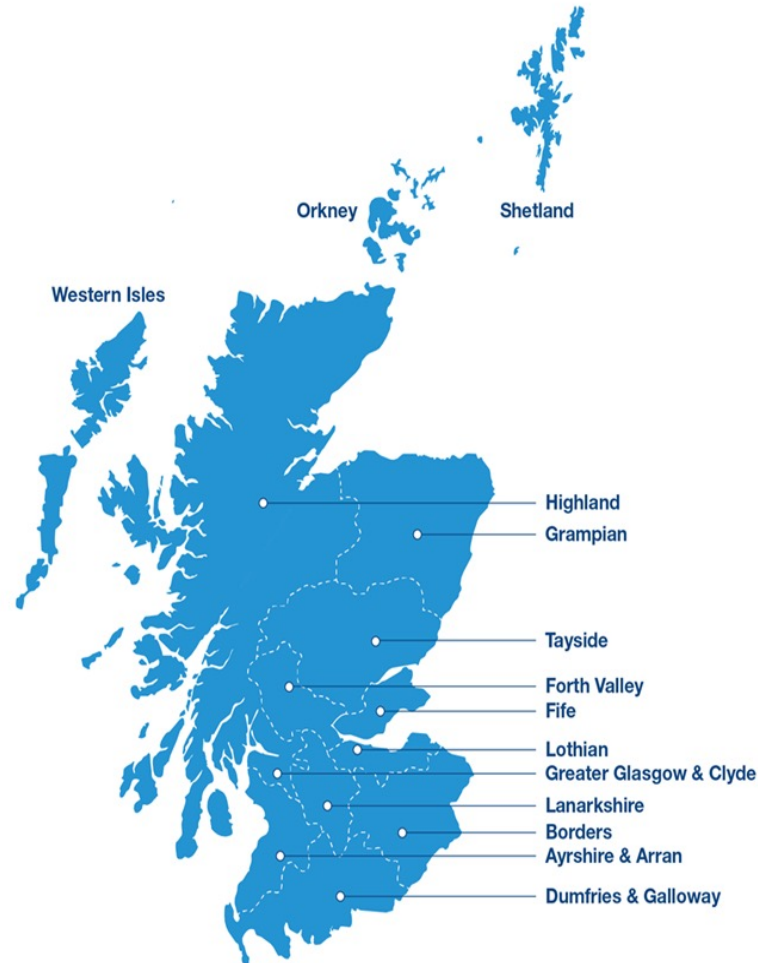 Orkney
Shetland
Western Isles
Highland
Grampian
Tayside
Forth Valley
Fife
Lothian
Greater Glasgow & Clyde
Lanarkshire
Borders
Ayrshire & Arran
Dumfries & Galloway